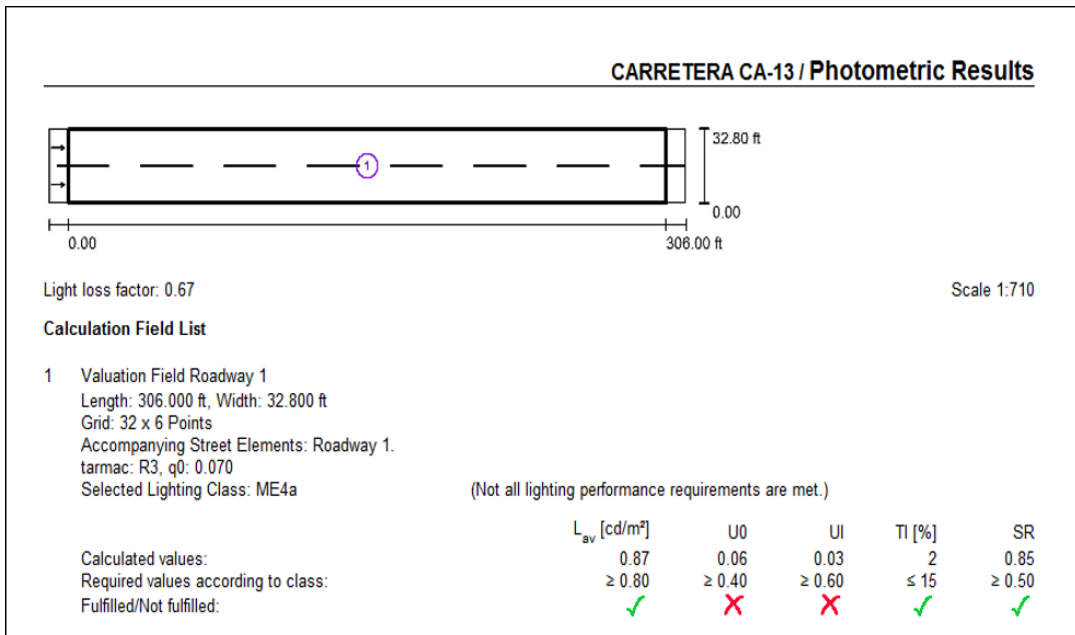 CARRETERA CA-13 / Photometric Results
32.80 ft
1
0.00
0.00 306.00 ft
Light loss factor: 0.67 Scale 1:710
Calculation Field List
1 Valuation Field Roadway 1
Length: 306.000 ft, Width: 32.800 ft
Grid: 32 x 6 Points
Accompanying Street Elements: Roadway 1.
tarmac: R3, q0: 0.070
Selected Lighting Class: ME4a (Not all lighting performance requirements are met.)
Lav [cd/m²] U0 UI TI [%] SR
Calculated values: 0.87 0.06 0.03 2 0.85
Required values according to class: ≥ 0.80 ≥ 0.40 ≥ 0.60 ≤ 15 ≥ 0.50
Fulfilled/Not fulfilled: ✓ ✗ ✗ ✓ ✓